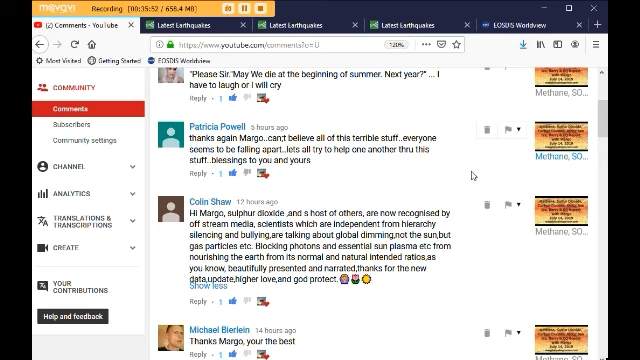 movavi
Recording (00:35:52 / 658.4 MB)
(2) Comments - YouTube
Latest Earthquakes
Latest Earthquakes
Latest Earthquakes
EOSDIS Worldview
https://www.youtube.com/comments?o=U
120%
Most Visited
Getting Started
EOSDIS Worldview
COMMUNITY
Comments
Subscribers
Community settings
CHANNEL
ANALYTICS
TRANSLATIONS &
TRANSCRIPTIONS
CREATE
YOUR
CONTRIBUTIONS
Help and feedback
"Please Sir."May We die at the beginning of summer. Next year?" ... I
have to laugh or I will cry
Reply · 1
Methane, SO...
Patricia Powell 5 hours ago
thanks again Margo..can;t believe all of this terrible stuff..everyone
seems to be falling apart..lets all try to help one another thru this
stuff..blessings to you and yours
Reply · 1
Methane, SO...
Colin Shaw 12 hours ago
Hi Margo, sulphur dioxide ,and s host of others, are now recognised by
off stream media, scientists which are independent from hierarchy
silencing and bullying,are talking about global dimming,not the sun,but
gas particles etc. Blocking photons and essential sun plasma etc from
nourishing the earth from its normal and natural intended ratios,as
you know, beautifully presented and narrated,thanks for the new
data,update,higher love,and god protect.
Show less
Reply · 1
Methane, SO...
Michael Bierlein 14 hours ago
Thanks Margo, your the best
Reply · 1